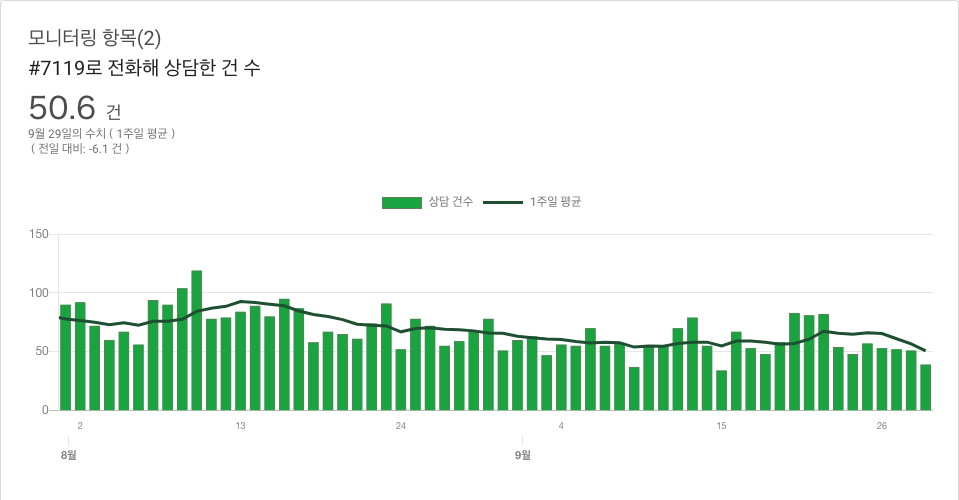 모니터링 항목(2)
#7119로 전화해 상담한 건 수
50.6 건
9월 29일의 수치 ( 1주일 평균 )
( 전일 대비: -6.1 건 )
상담 건수 1주일 평균
150
100
50
0
2 13 24 4 15 26
8월 9월